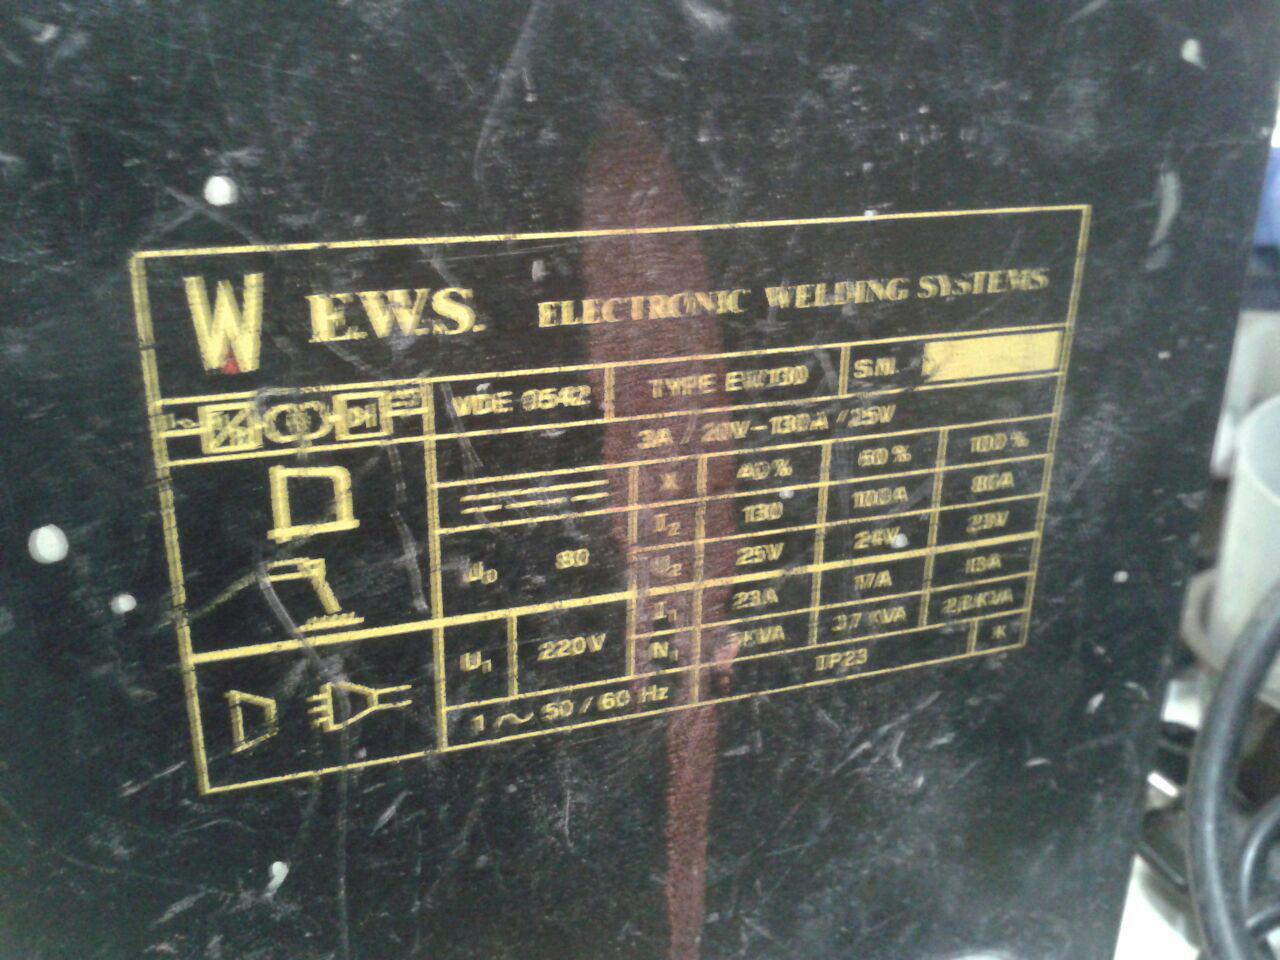 W E.W.S. ELECTRONIC WELDING SYSTEMS
VDE 0542 TYPE EW130 S.N.
3A / 20V - 130A / 25V
X 40% 60% 100%
I2 130 100A 80A
U0 80 U2 25V 24V 23V
I1 23A 17A 13A
U1 220V N1 KVA 3,7 KVA 2,8 KVA
1 ~ 50 / 60 Hz IP23 K